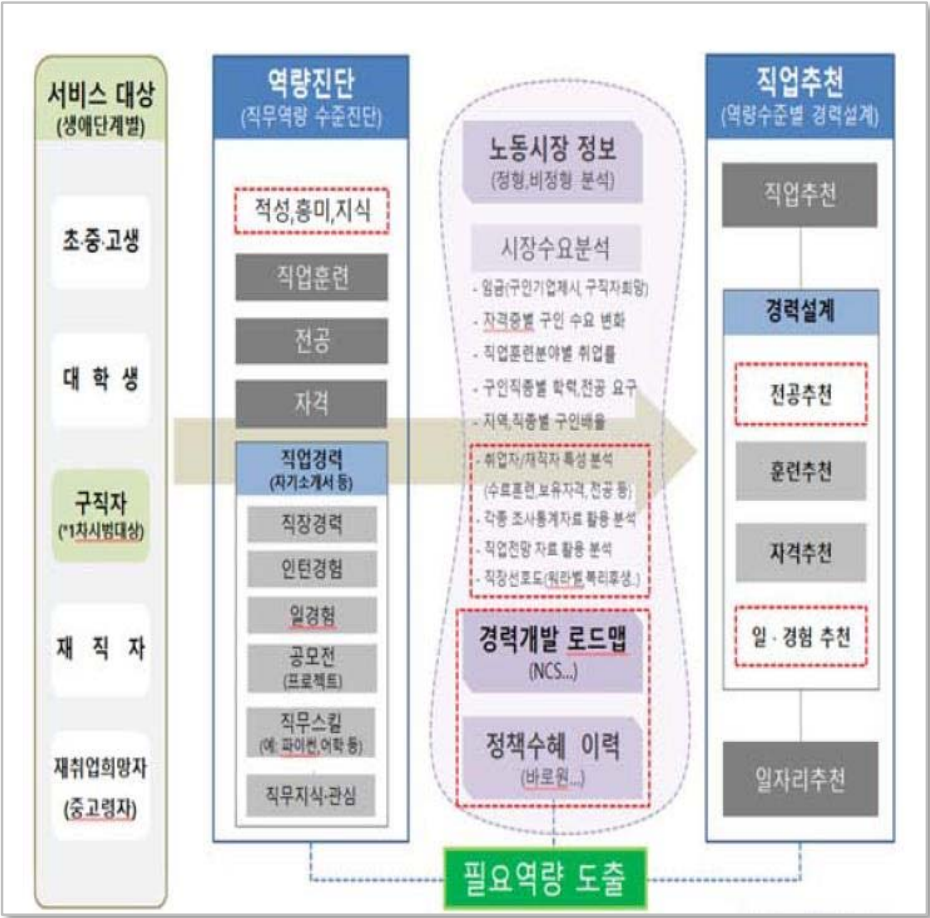 서비스 대상
(생애단계별)
초·중·고생
대 학 생
구직자
(*1차시범대상)
재 직 자
재취업희망자
(중고령자)
역량진단
(직무역량 수준진단)
적성,흥미,지식
직업훈련
전공
자격
직업경력
(자기소개서 등)
직장경력
인턴경험
일경험
공모전
(프로젝트)
직무스킬
(예: 파이썬,어학 등)
직무지식·관심
노동시장 정보
(정형,비정형 분석)
시장수요분석
- 임금(구인기업제시, 구직자희망)
- 자격증별 구인 수요 변화
- 직업훈련분야별 취업률
- 구인직종별 학력,전공 요구
- 지역,직종별 구인배율
- 취업자/재직자 특성 분석
(수료훈련,보유자격,전공 등)
- 각종 조사통계자료 활용 분석
- 직업전망 자료 활용 분석
- 직장선호도(워라벨,복리후생..)
경력개발 로드맵
(NCS...)
정책수혜 이력
(바로원...)
직업추천
(역량수준별 경력설계)
직업추천
경력설계
전공추천
훈련추천
자격추천
일·경험 추천
일자리추천
필요역량 도출